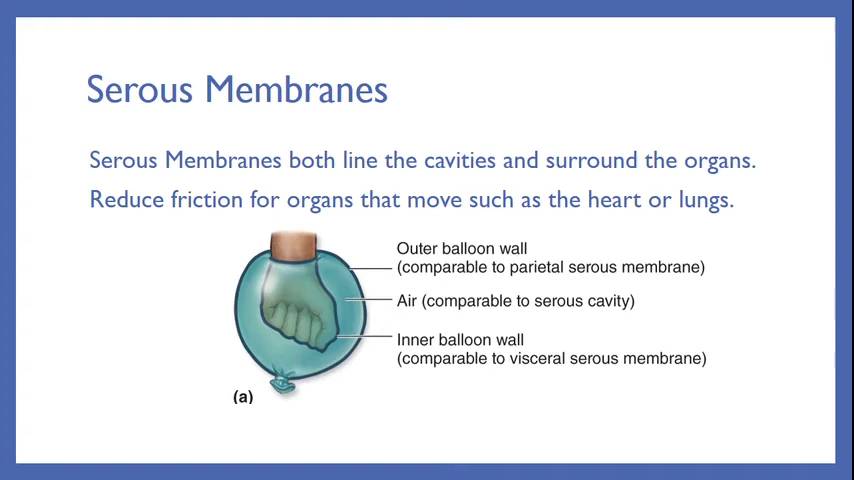 Serous Membranes
Serous Membranes both line the cavities and surround the organs.
Reduce friction for organs that move such as the heart or lungs.
Outer balloon wall
(comparable to parietal serous membrane)
Air (comparable to serous cavity)
Inner balloon wall
(comparable to visceral serous membrane)
(a)